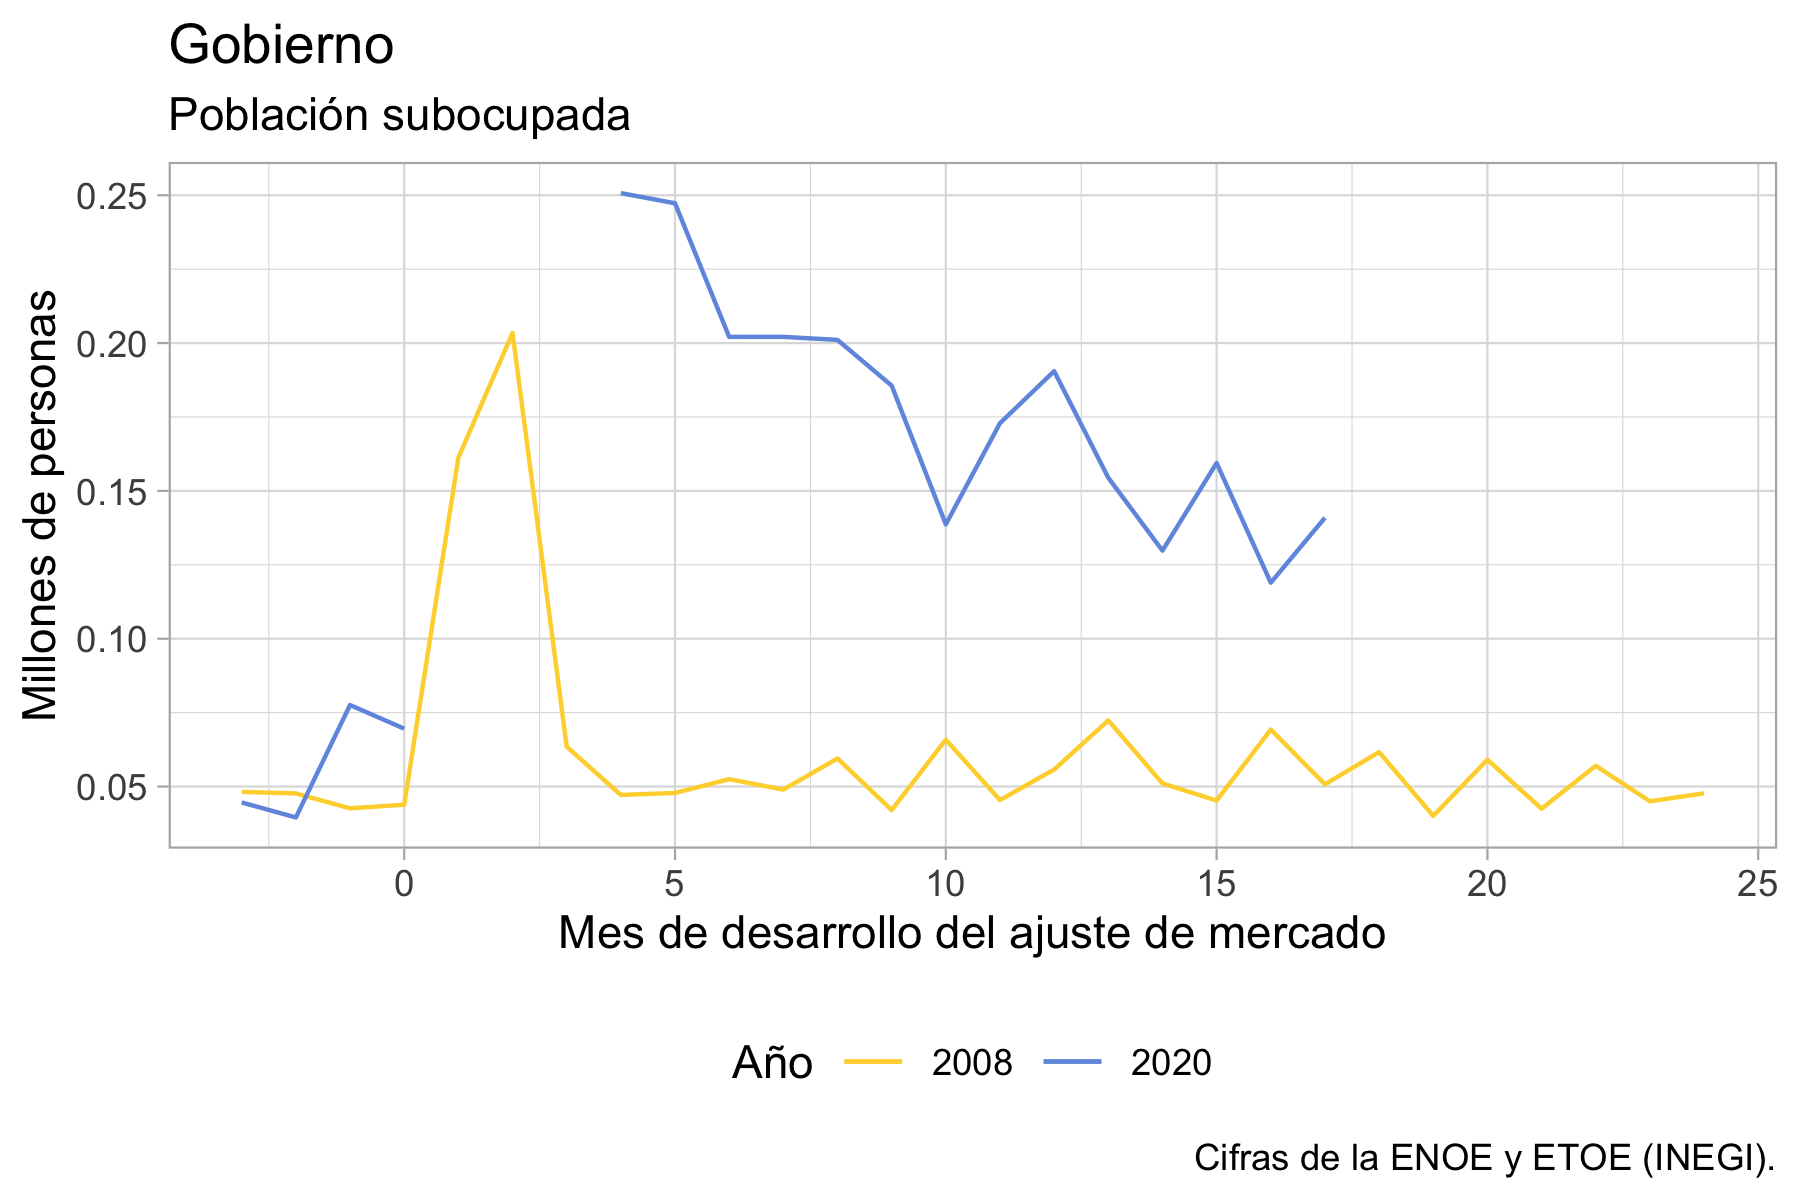 Gobierno
Población subocupada
Millones de personas
0.25
0.20
0.15
0.10
0.05
0 5 10 15 20 25
Mes de desarrollo del ajuste de mercado
Año 2008 2020
Cifras de la ENOE y ETOE (INEGI).